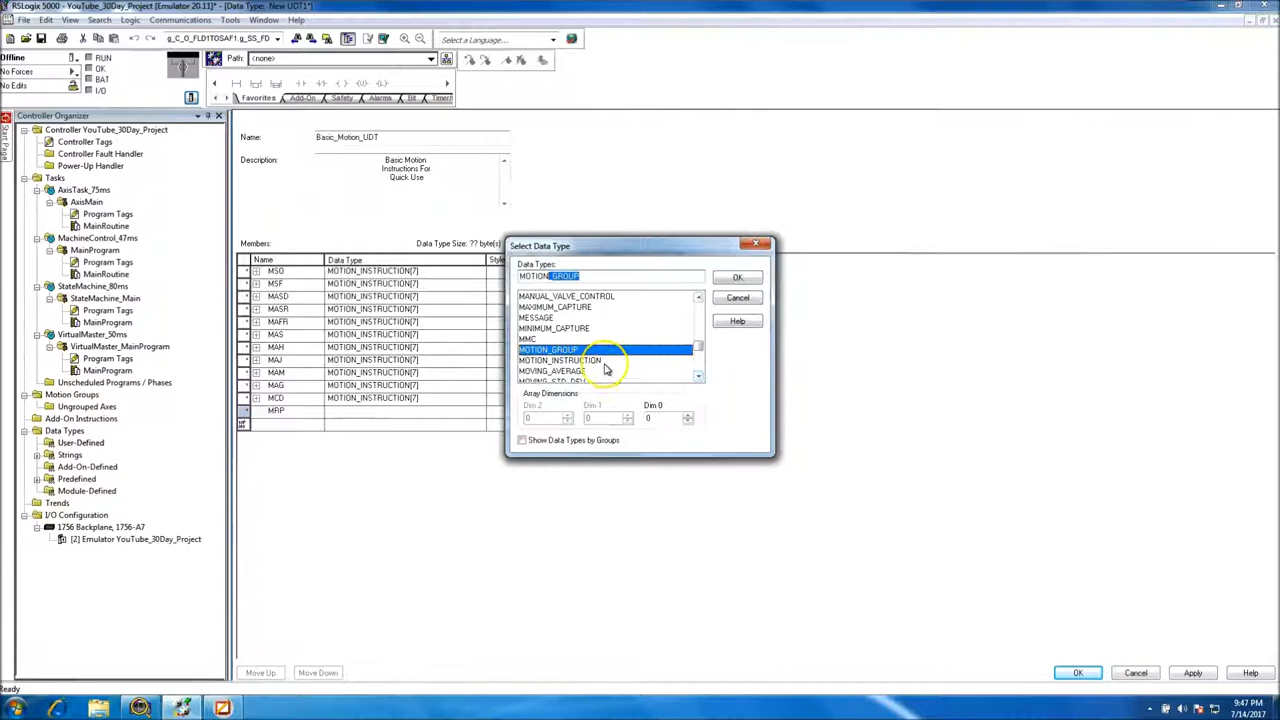 RSLogix 5000 - YouTube_30Day_Project [Emulator 20.11]* - [Data Type: New UDT1*]
File Edit View Search Logic Communications Tools Window Help
g_C_O_FLD1TOSAF1.g_SS_FD
Select a Language...
Offline
RUN
Path: <none>
No Forces
OK
No Edits
BAT
I/O
Favorites Add-On Safety Alarms Bit
Controller Organizer
Start Page
Controller YouTube_30Day_Project
Controller Tags
Controller Fault Handler
Power-Up Handler
Tasks
AxisTask_75ms
AxisMain
Program Tags
MainRoutine
MachineControl_47ms
MainProgram
Program Tags
MainRoutine
StateMachine_80ms
StateMachine_Main
Program Tags
MainProgram
VirtualMaster_50ms
VirtualMaster_MainProgram
Program Tags
MainProgram
Unscheduled Programs / Phases
Motion Groups
Ungrouped Axes
Add-On Instructions
Data Types
User-Defined
Strings
Add-On-Defined
Predefined
Module-Defined
Trends
I/O Configuration
1756 Backplane, 1756-A7
[2] Emulator YouTube_30Day_Project
Name: Basic_Motion_UDT
Description: Basic Motion
Instructions For
Quick Use
Members: Data Type Size: ?? byte(s)
Name Data Type Style
MSO MOTION_INSTRUCTION[7]
MSF MOTION_INSTRUCTION[7]
MASD MOTION_INSTRUCTION[7]
MASR MOTION_INSTRUCTION[7]
MAFR MOTION_INSTRUCTION[7]
MAS MOTION_INSTRUCTION[7]
MAH MOTION_INSTRUCTION[7]
MAJ MOTION_INSTRUCTION[7]
MAM MOTION_INSTRUCTION[7]
MAG MOTION_INSTRUCTION[7]
MCD MOTION_INSTRUCTION[7]
MRP
Select Data Type
Data Types:
MOTION_GROUP
OK
MANUAL_VALVE_CONTROL
Cancel
MAXIMUM_CAPTURE
MESSAGE
Help
MINIMUM_CAPTURE
MMC
MOTION_GROUP
MOTION_INSTRUCTION
MOVING_AVERAGE
MOVING_STD_DEV
Array Dimensions
Dim 2 Dim 1 Dim 0
0 0 0
Show Data Types by Groups
Move Up Move Down OK Cancel Apply Help
Ready
9:47 PM
7/14/2017